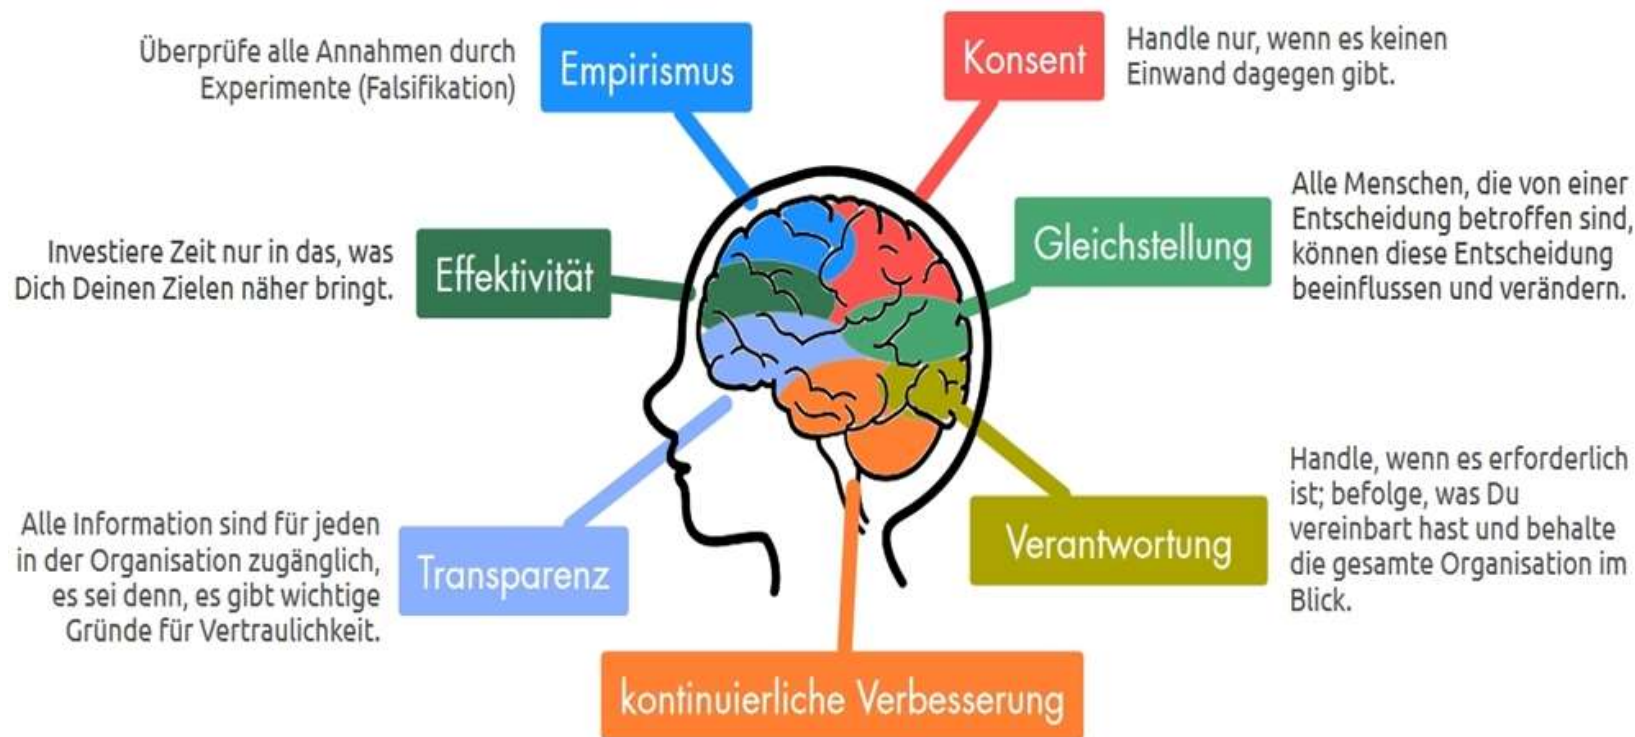 Überprüfe alle Annahmen durch
Experimente (Falsifikation)
Empirismus
Konsent
Handle nur, wenn es keinen
Einwand dagegen gibt.
Investiere Zeit nur in das, was
Dich Deinen Zielen näher bringt.
Effektivität
Gleichstellung
Alle Menschen, die von einer
Entscheidung betroffen sind,
können diese Entscheidung
beeinflussen und verändern.
Alle Information sind für jeden
in der Organisation zugänglich,
es sei denn, es gibt wichtige
Gründe für Vertraulichkeit.
Transparenz
Verantwortung
Handle, wenn es erforderlich
ist; befolge, was Du
vereinbart hast und behalte
die gesamte Organisation im
Blick.
kontinuierliche Verbesserung